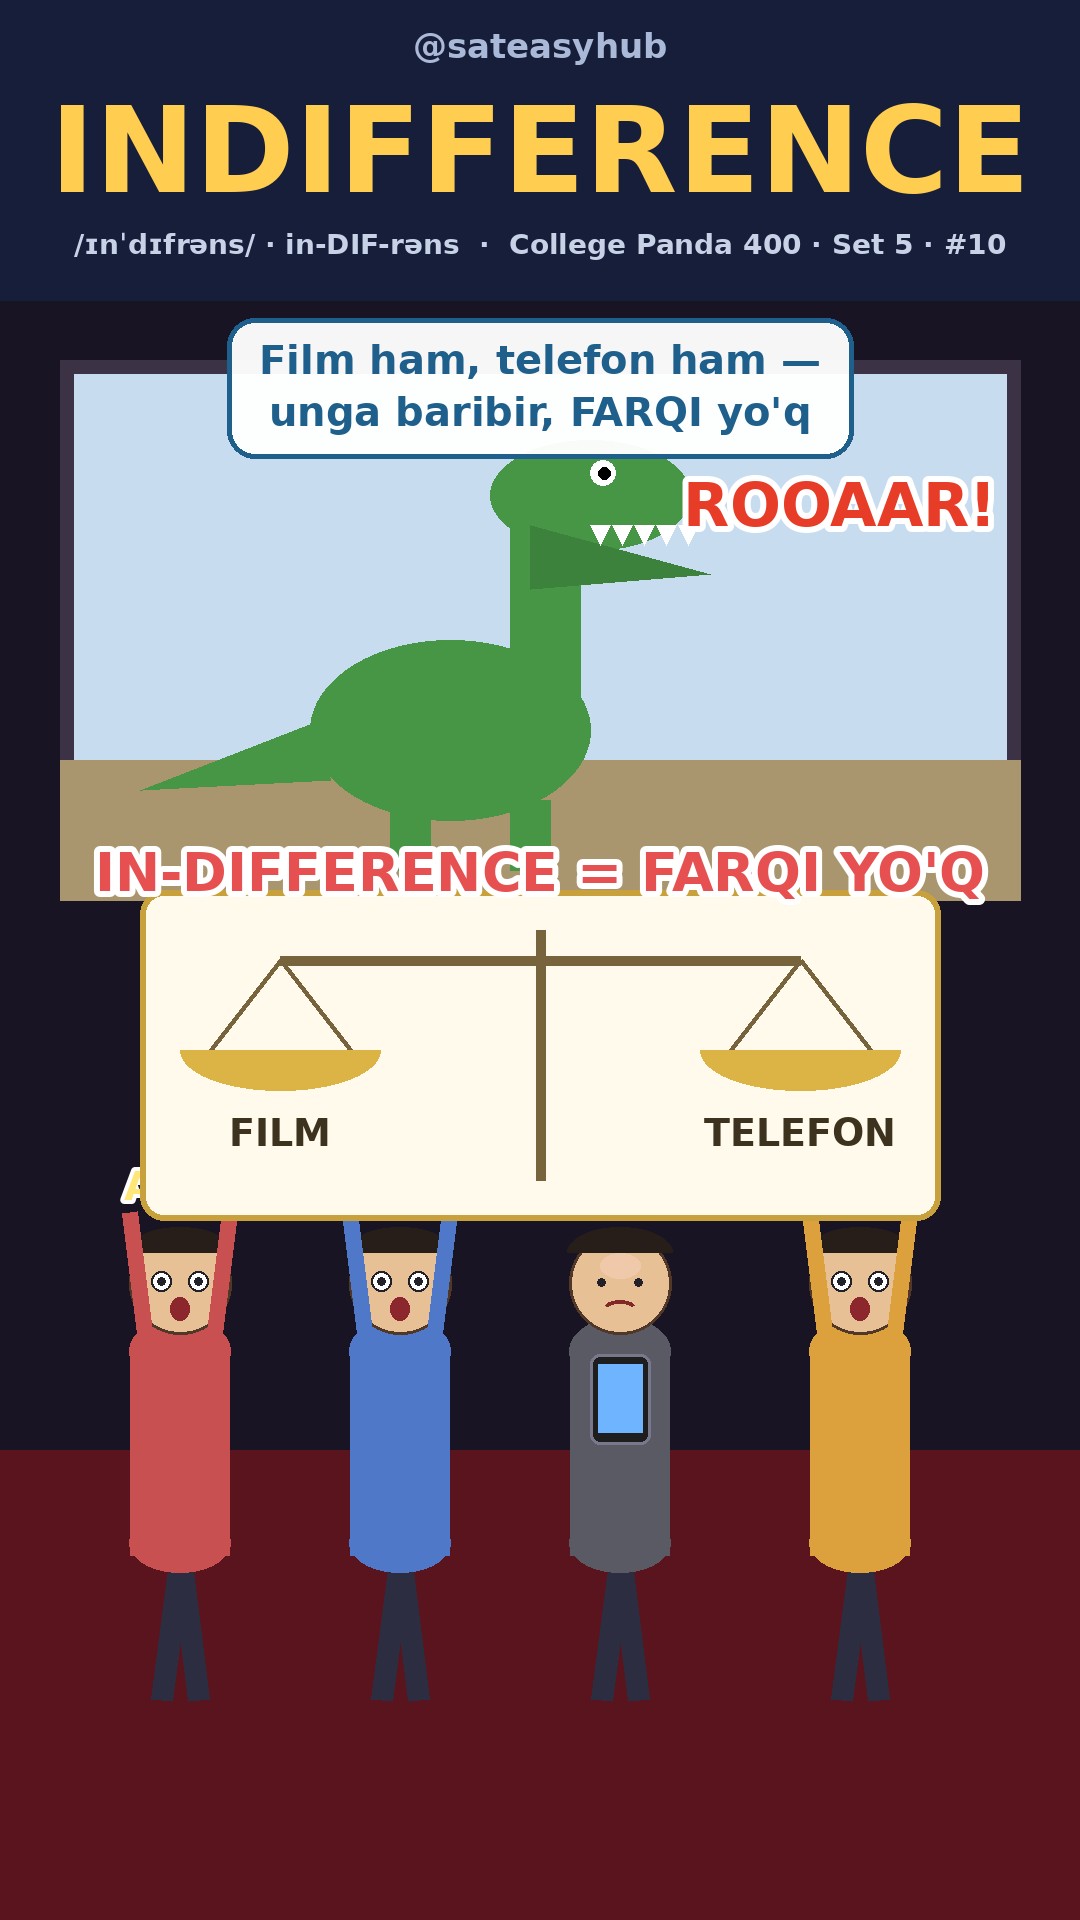 @sateasyhub
INDIFFERENCE
/ɪnˈdɪfrəns/ · in-DIF-rəns · College Panda 400 · Set 5 · #10
Film ham, telefon ham —
unga baribir, FARQI yo'q
ROOAAR!
IN-DIFFERENCE = FARQI YO'Q
FILM
TELEFON